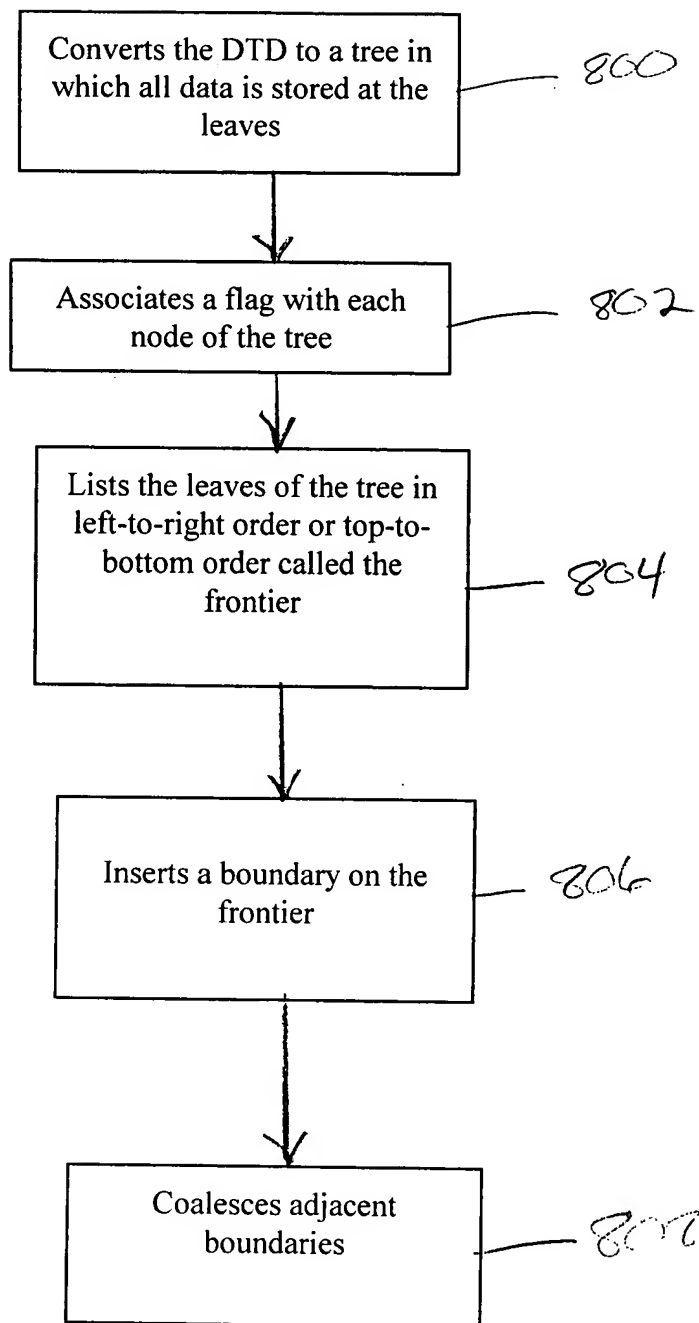 Converts the DTD to a tree in
which all data is stored at the
leaves
800
Associates a flag with each
node of the tree
802
Lists the leaves of the tree in
left-to-right order or top-to-
bottom order called the
frontier
804
Inserts a boundary on the
frontier
806
Coalesces adjacent
boundaries